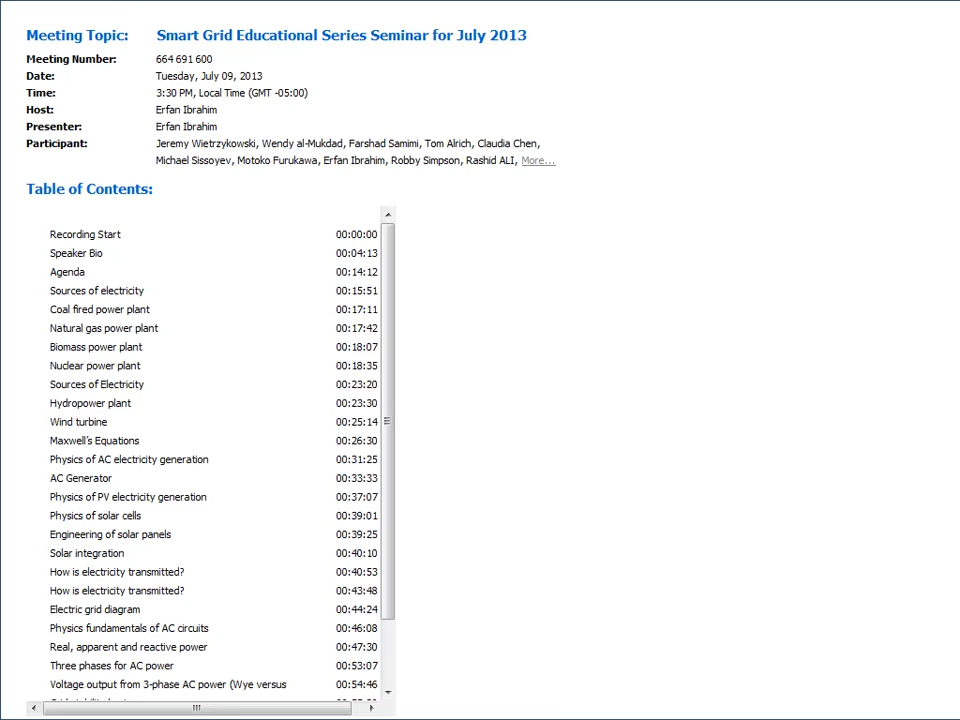 Meeting Topic: Smart Grid Educational Series Seminar for July 2013
Meeting Number: 664 691 600
Date: Tuesday, July 09, 2013
Time: 3:30 PM, Local Time (GMT -05:00)
Host: Erfan Ibrahim
Presenter: Erfan Ibrahim
Participant: Jeremy Wietrzykowski, Wendy al-Mukdad, Farshad Samimi, Tom Alrich, Claudia Chen,
Michael Sissoyev, Motoko Furukawa, Erfan Ibrahim, Robby Simpson, Rashid ALI, More...
Table of Contents:
Recording Start 00:00:00
Speaker Bio 00:04:13
Agenda 00:14:12
Sources of electricity 00:15:51
Coal fired power plant 00:17:11
Natural gas power plant 00:17:42
Biomass power plant 00:18:07
Nuclear power plant 00:18:35
Sources of Electricity 00:23:20
Hydropower plant 00:23:30
Wind turbine 00:25:14
Maxwell's Equations 00:26:30
Physics of AC electricity generation 00:31:25
AC Generator 00:33:33
Physics of PV electricity generation 00:37:07
Physics of solar cells 00:39:01
Engineering of solar panels 00:39:25
Solar integration 00:40:10
How is electricity transmitted? 00:40:53
How is electricity transmitted? 00:43:48
Electric grid diagram 00:44:24
Physics fundamentals of AC circuits 00:46:08
Real, apparent and reactive power 00:47:30
Three phases for AC power 00:53:07
Voltage output from 3-phase AC power (Wye versus 00:54:46